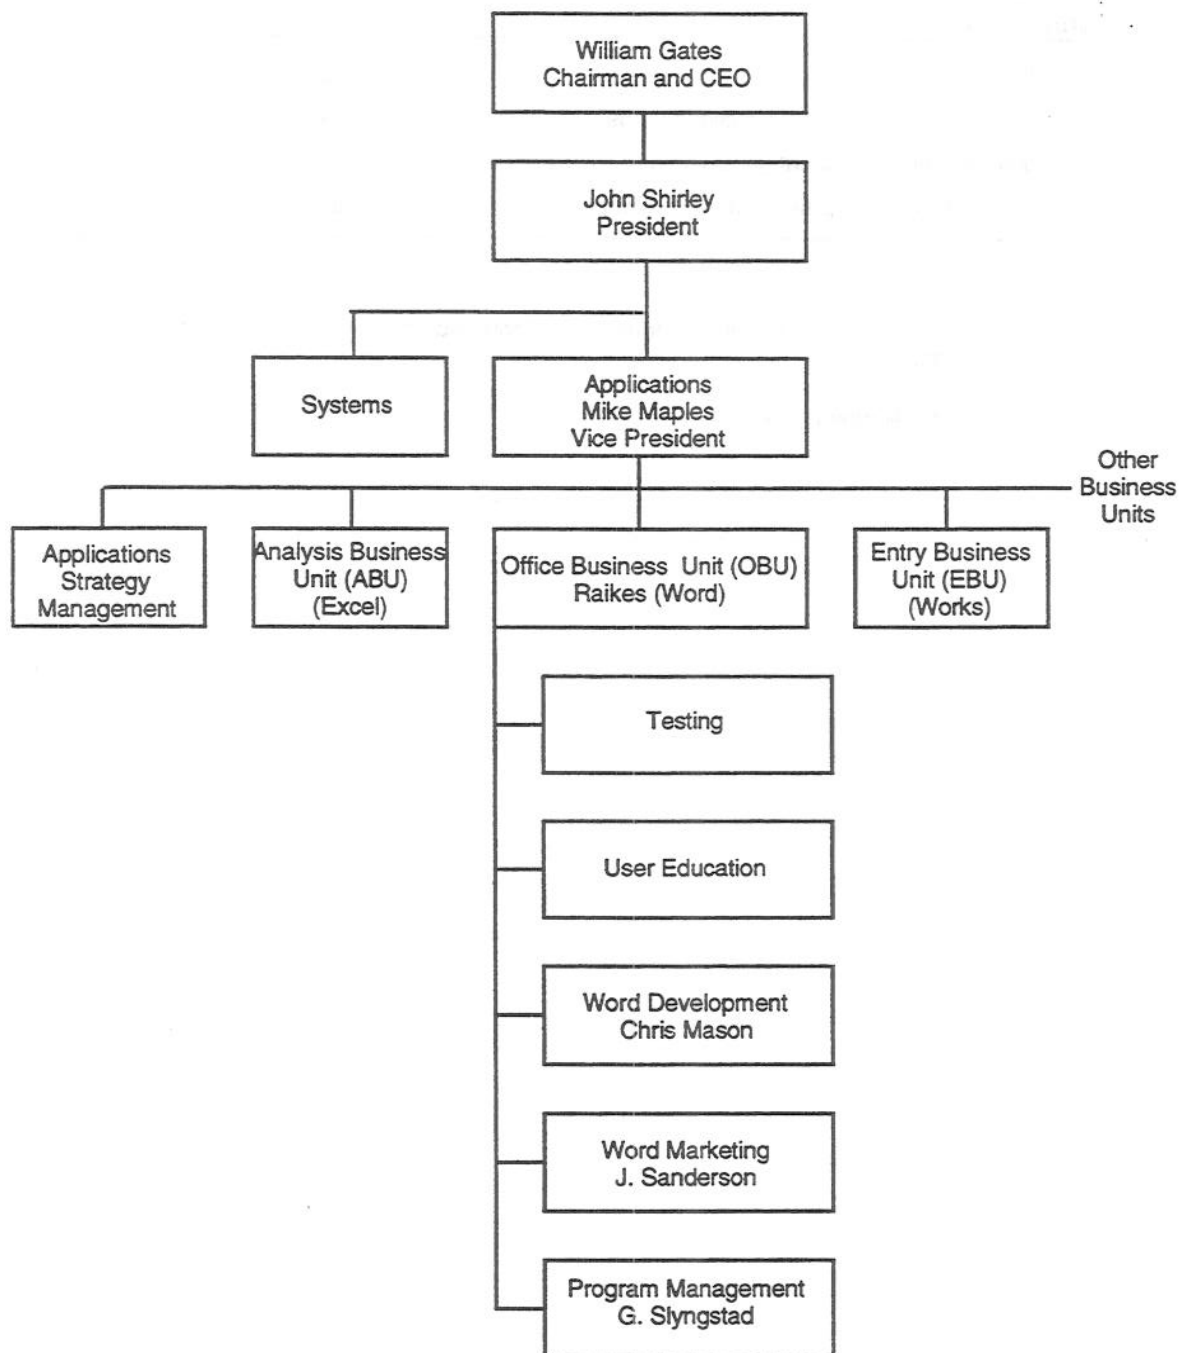 William Gates
Chairman and CEO
John Shirley
President
Systems
Applications
Mike Maples
Vice President
Other
Business
Units
Applications
Strategy
Management
Analysis Business
Unit (ABU)
(Excel)
Office Business Unit (OBU)
Raikes (Word)
Entry Business
Unit (EBU)
(Works)
Testing
User Education
Word Development
Chris Mason
Word Marketing
J. Sanderson
Program Management
G. Slyngstad